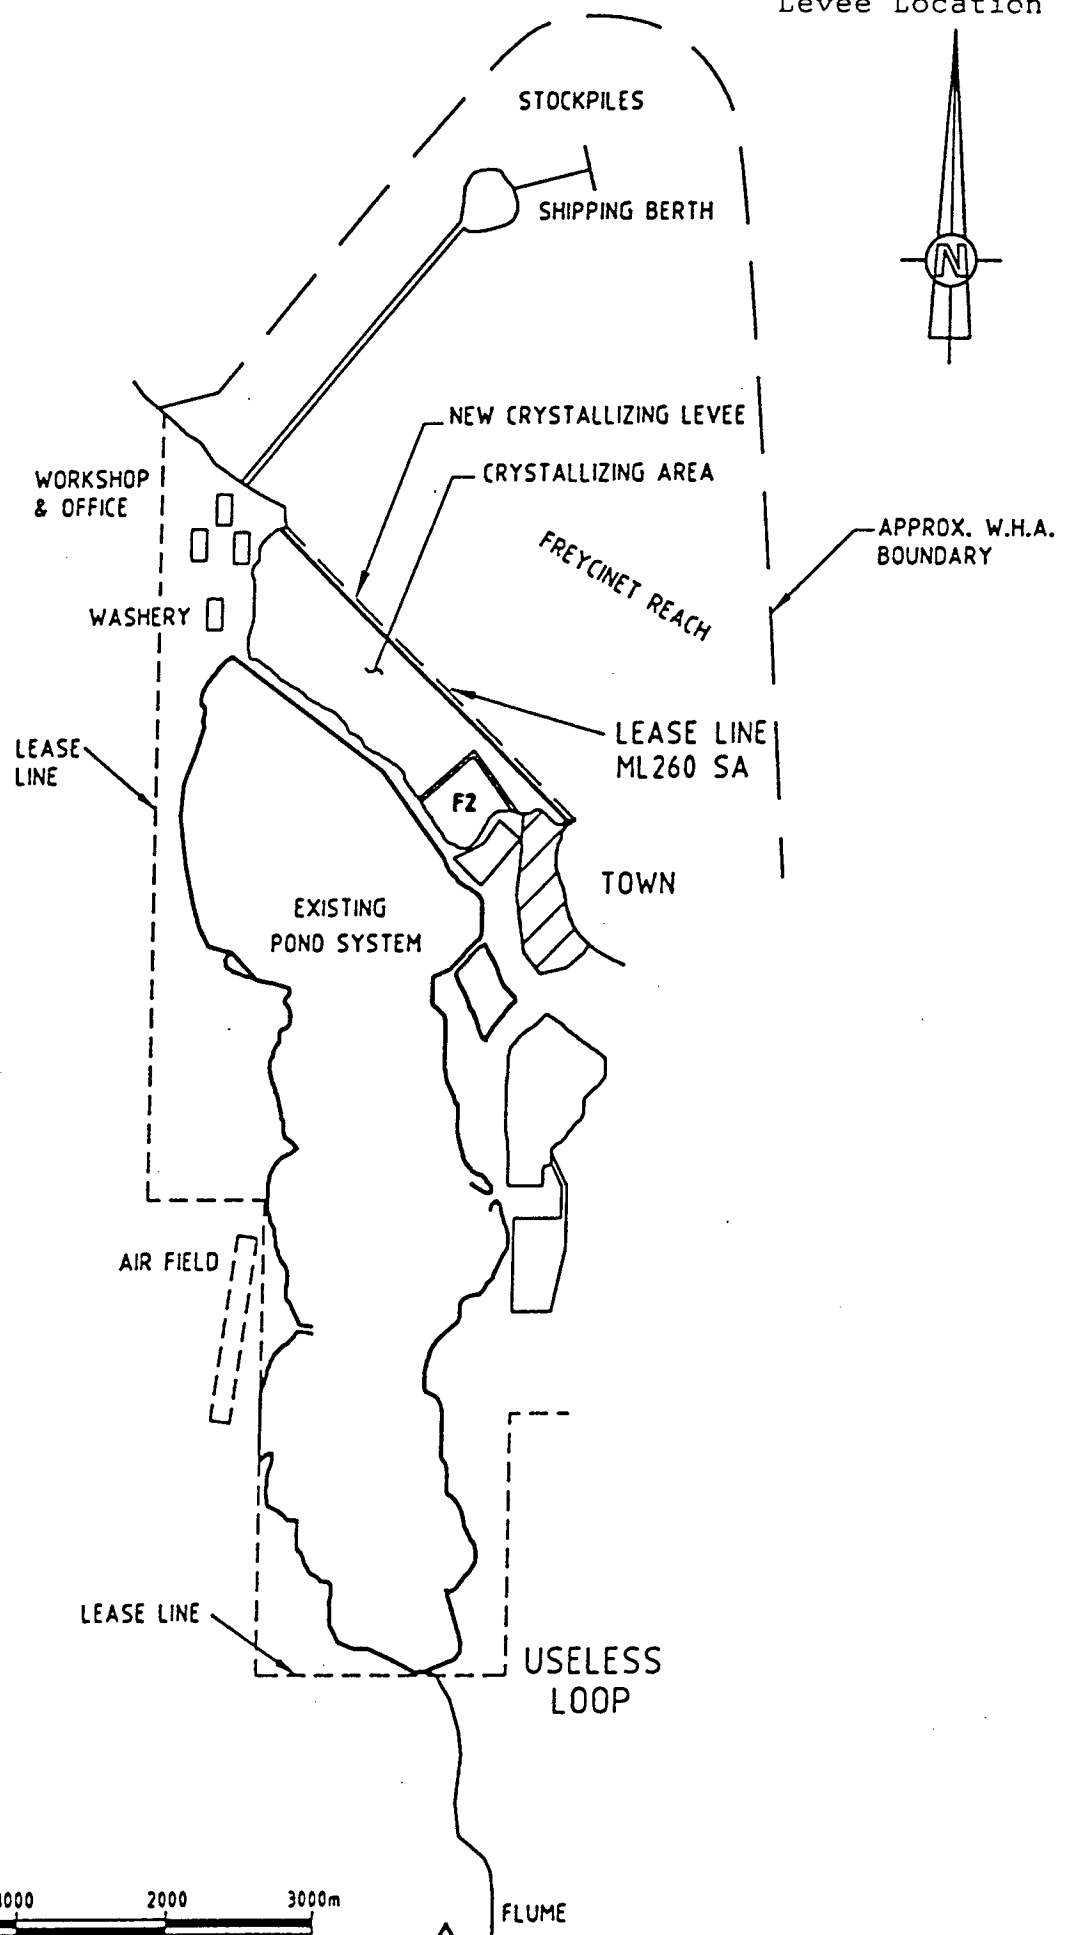 Levee Location
STOCKPILES
SHIPPING BERTH
N
NEW CRYSTALLIZING LEVEE
CRYSTALLIZING AREA
WORKSHOP
& OFFICE
APPROX. W.H.A.
BOUNDARY
FREYCINET REACH
WASHERY
LEASE LINE
ML260 SA
LEASE
LINE
F2
TOWN
EXISTING
POND SYSTEM
AIR FIELD
LEASE LINE
USELESS
LOOP
2000
3000m
FLUME